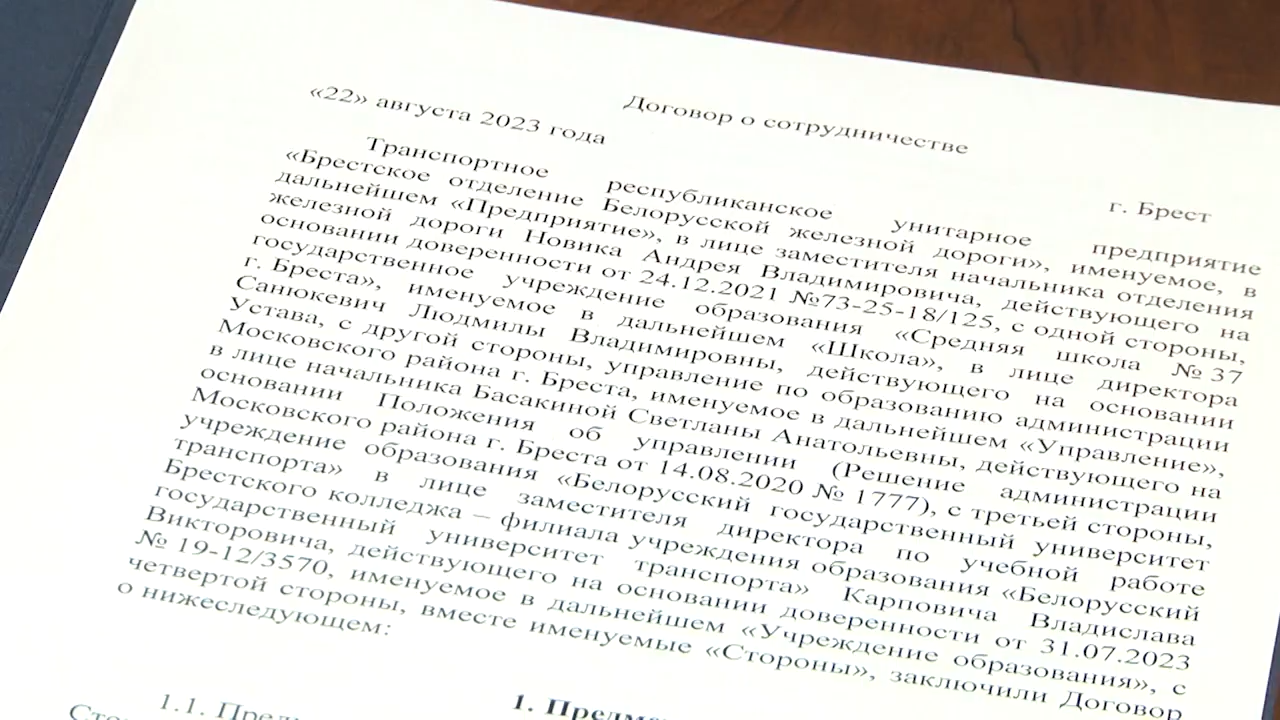 Договор о сотрудничестве
«22» августа 2023 года
г. Брест
Транспортное республиканское унитарное предприятие
«Брестское отделение Белорусской железной дороги», именуемое, в
дальнейшем «Предприятие», в лице заместителя начальника отделения
железной дороги Новика Андрея Владимировича, действующего на
основании доверенности от 24.12.2021 №73-25-18/125, с одной стороны,
государственное учреждение образования «Средняя школа №37
г. Бреста», именуемое в дальнейшем «Школа», в лице директора
Санюкевич Людмилы Владимировны, действующего на основании
Устава, с другой стороны, управление по образованию администрации
Московского района г. Бреста, именуемое в дальнейшем «Управление»,
в лице начальника Басакиной Светланы Анатольевны, действующего на
основании Положения об управлении (Решение администрации
Московского района г. Бреста от 14.08.2020 № 1777), с третьей стороны,
учреждение образования «Белорусский государственный университет
транспорта» в лице заместителя директора по учебной работе
Брестского колледжа – филиала учреждения образования «Белорусский
государственный университет транспорта» Карповича Владислава
Викторовича, действующего на основании доверенности от 31.07.2023
№ 19-12/3570, именуемое в дальнейшем «Учреждение образования», с
четвертой стороны, вместе именуемые «Стороны», заключили Договор
о нижеследующем:
1.
1.1.